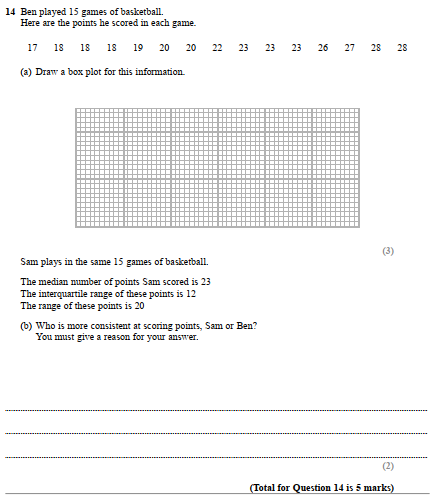 14 Ben played 15 games of basketball.
Here are the points he scored in each game.
17 18 18 18 19 20 20 22 23 23 23 26 27 28 28
(a) Draw a box plot for this information.
(3)
Sam plays in the same 15 games of basketball.
The median number of points Sam scored is 23
The interquartile range of these points is 12
The range of these points is 20
(b) Who is more consistent at scoring points, Sam or Ben?
You must give a reason for your answer.
(2)
(Total for Question 14 is 5 marks)